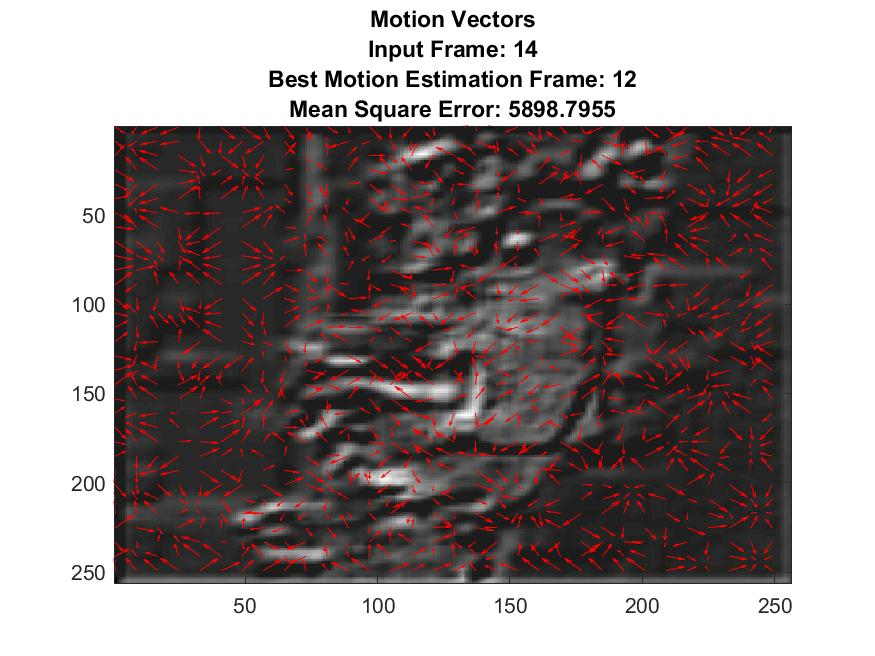 Motion Vectors
Input Frame: 14
Best Motion Estimation Frame: 12
Mean Square Error: 5898.7955
50
100
150
200
250
50 100 150 200 250